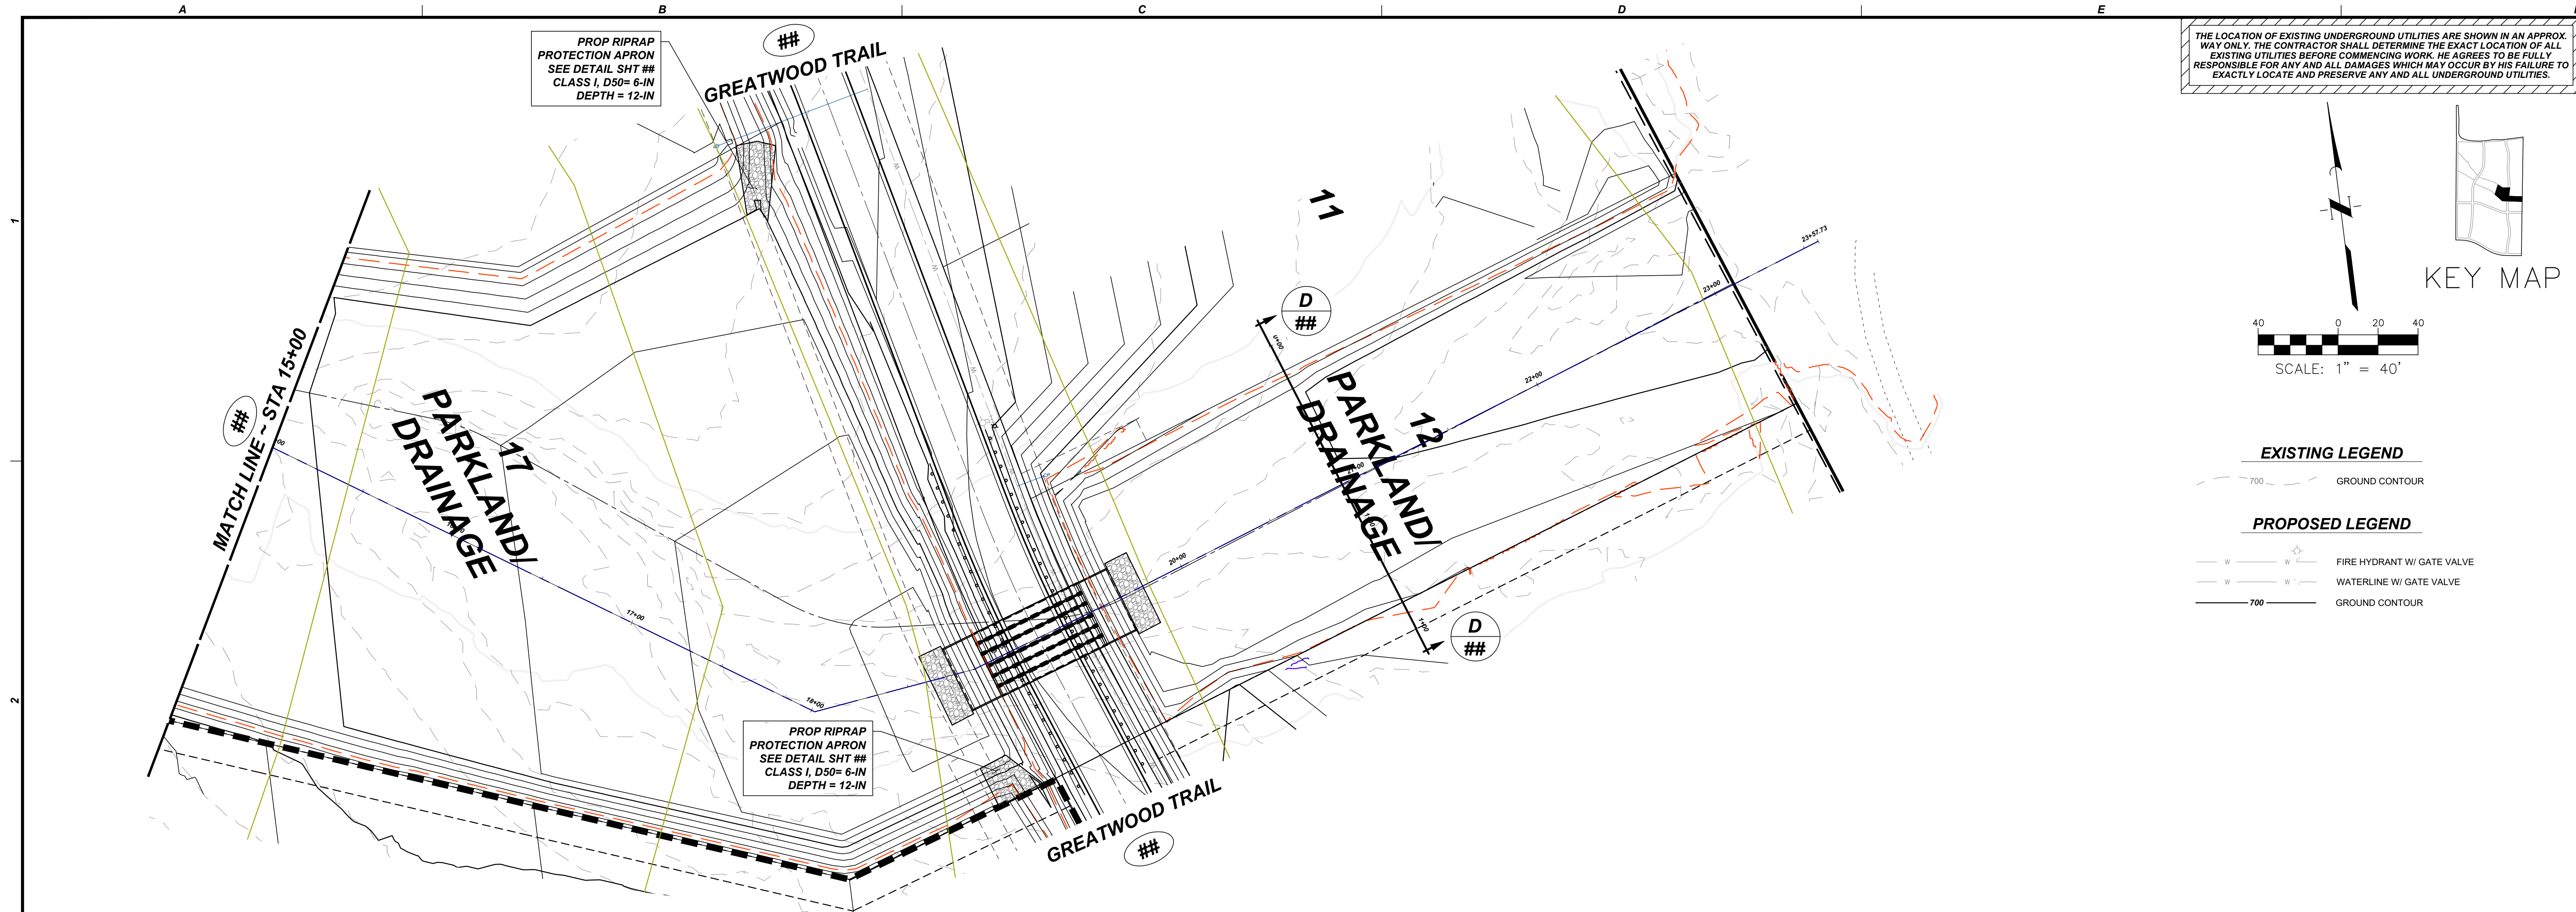 A
B
C
D
E
1
2
PROP RIPRAP
PROTECTION APRON
SEE DETAIL SHT ##
CLASS I, D50= 6-IN
DEPTH = 12-IN
##
GREATWOOD TRAIL
THE LOCATION OF EXISTING UNDERGROUND UTILITIES ARE SHOWN IN AN APPROX.
WAY ONLY. THE CONTRACTOR SHALL DETERMINE THE EXACT LOCATION OF ALL
EXISTING UTILITIES BEFORE COMMENCING WORK. HE AGREES TO BE FULLY
RESPONSIBLE FOR ANY AND ALL DAMAGES WHICH MAY OCCUR BY HIS FAILURE TO
EXACTLY LOCATE AND PRESERVE ANY AND ALL UNDERGROUND UTILITIES.
N
KEY MAP
40 0 20 40
SCALE: 1" = 40'
EXISTING LEGEND
700 GROUND CONTOUR
PROPOSED LEGEND
W W FIRE HYDRANT W/ GATE VALVE
W W WATERLINE W/ GATE VALVE
700 GROUND CONTOUR
##
MATCH LINE ~ STA 15+00
17
PARKLAND/
DRAINAGE
17+00
18+00
W
W
W
11
D
##
0+00
12
PARKLAND/
DRAINAGE
20+00
22+00
23+00
23+57.73
1+00
D
##
PROP RIPRAP
PROTECTION APRON
SEE DETAIL SHT ##
CLASS I, D50= 6-IN
DEPTH = 12-IN
GREATWOOD TRAIL
##